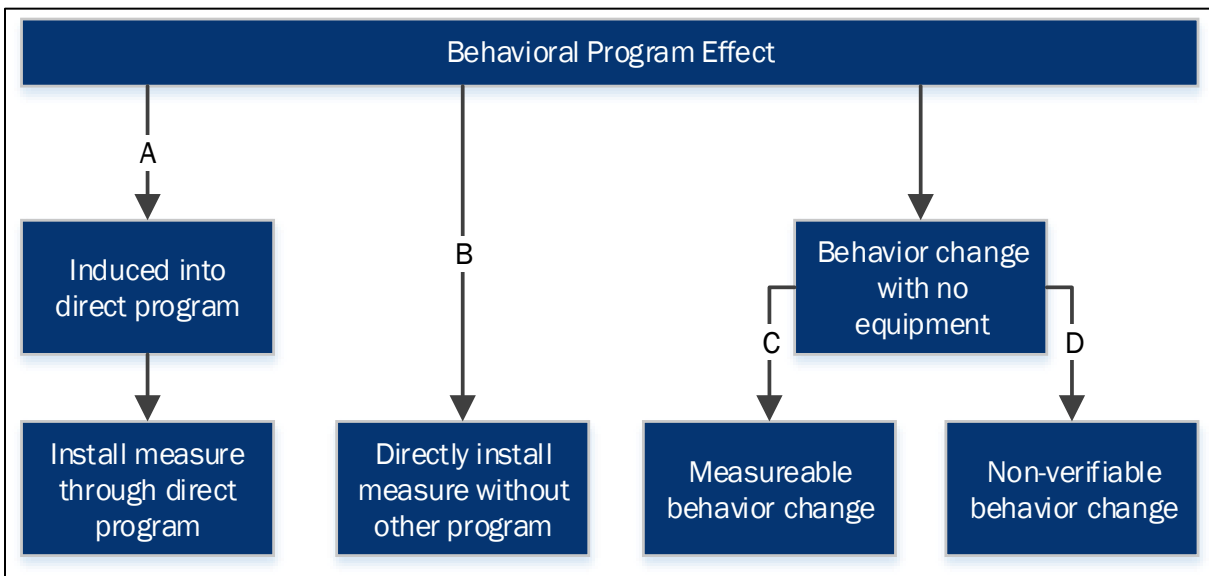 Behavioral Program Effect
A
Induced into
direct program
Install measure
through direct
program
B
Directly install
measure without
other program
Behavior change
with no
equipment
C
D
Measureable
behavior change
Non-verifiable
behavior change